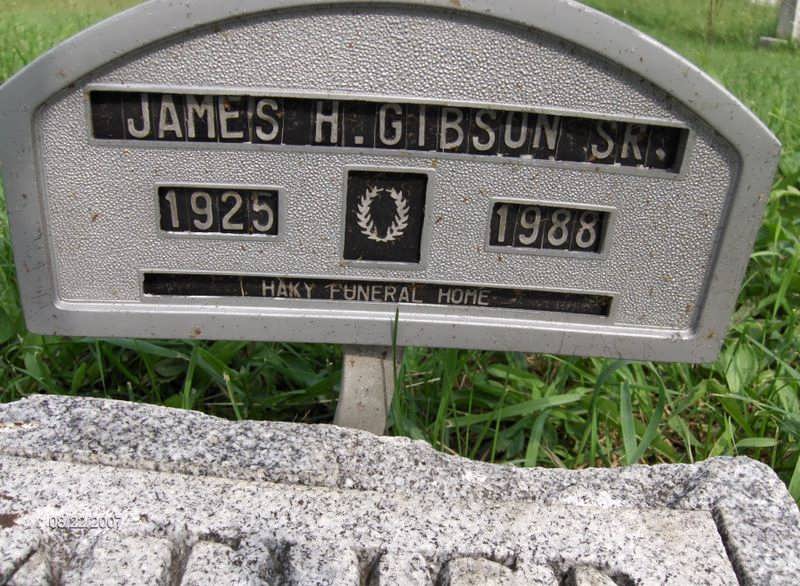 JAMES H. GIBSON SR.
1925 1988
HAKY FUNERAL HOME
08/22/2007